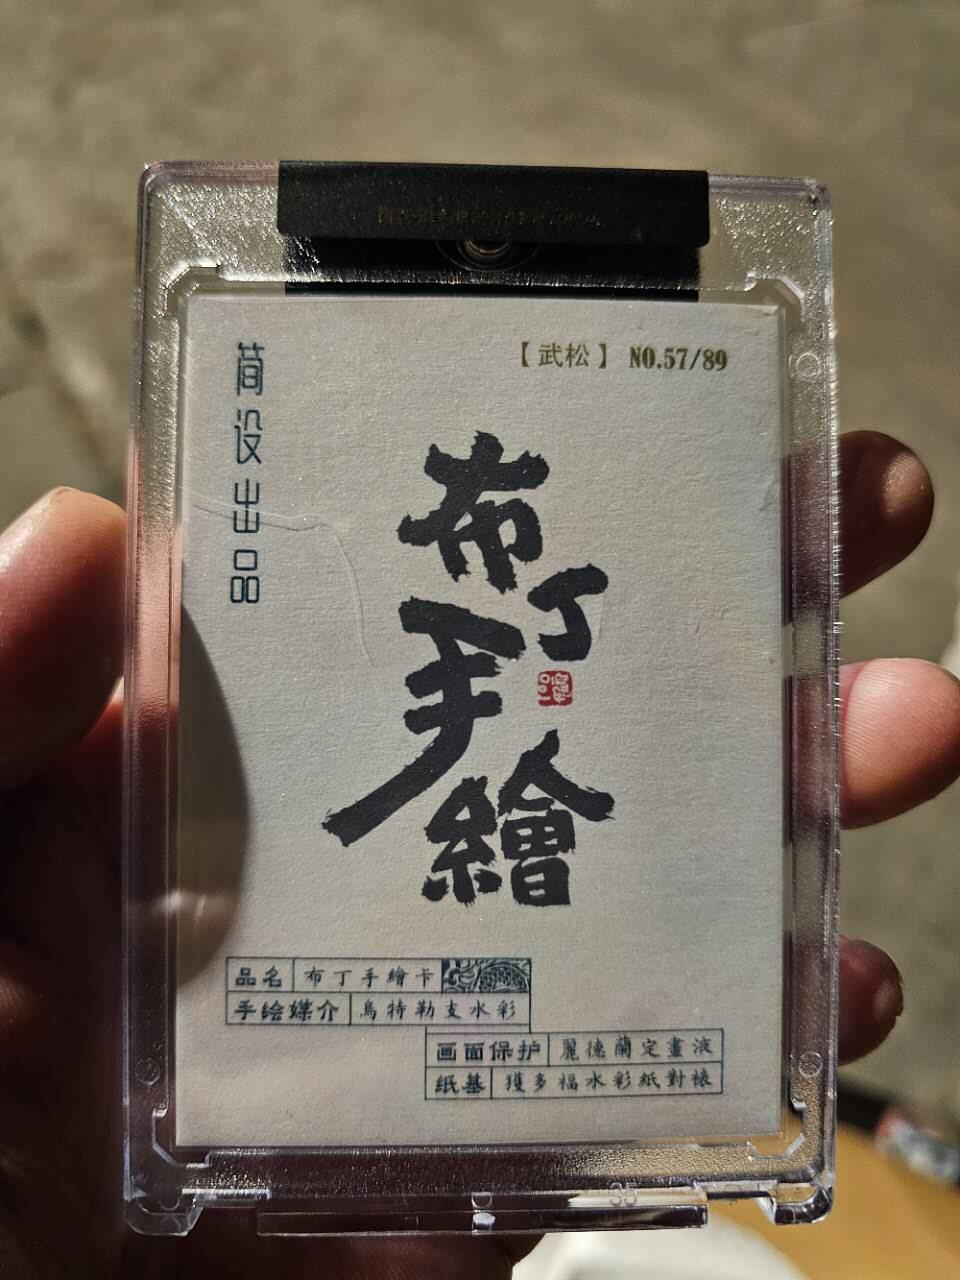 简设出品
【武松】 NO.57/89
布丁
手繪
品名 布丁手繪卡
手绘媒介 烏特勒支水彩
画面保护 麗德蘭定畫液
纸基 獲多福水彩紙對裱
35